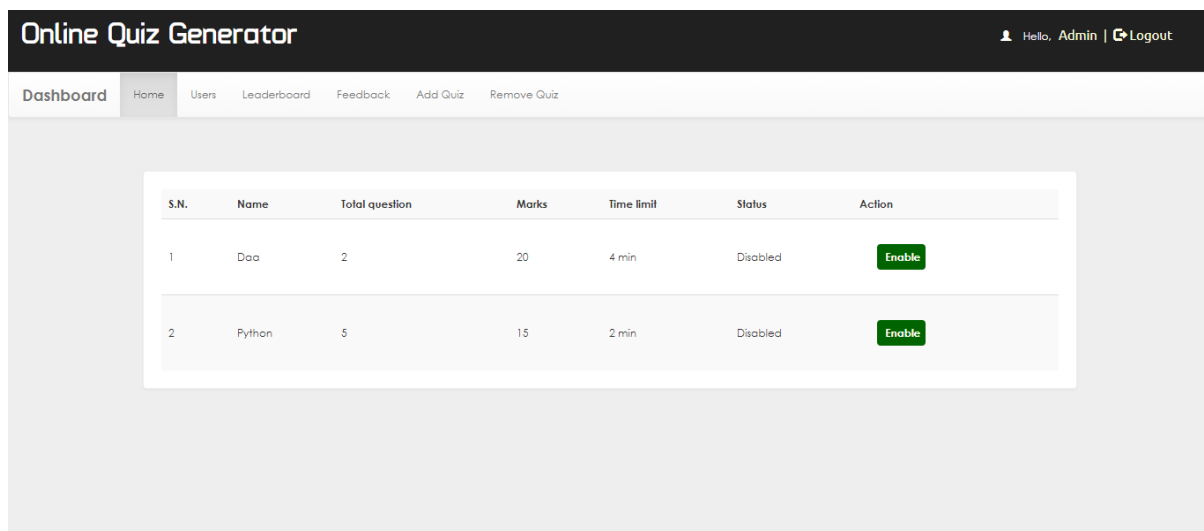 Online Quiz Generator
Hello, Admin | Logout
Dashboard Home Users Leaderboard Feedback Add Quiz Remove Quiz
S.N. Name Total question Marks Time limit Status Action
1 Daa 2 20 4 min Disabled Enable
2 Python 5 15 2 min Disabled Enable